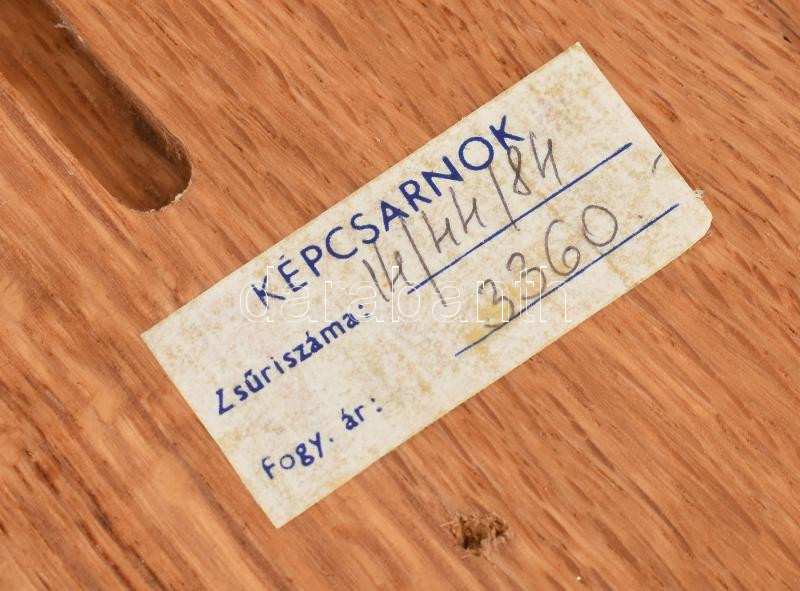 KÉPCSARNOK
Zsűriszáma: 14/44/84
Fogy. ár: 3360.
darabanth